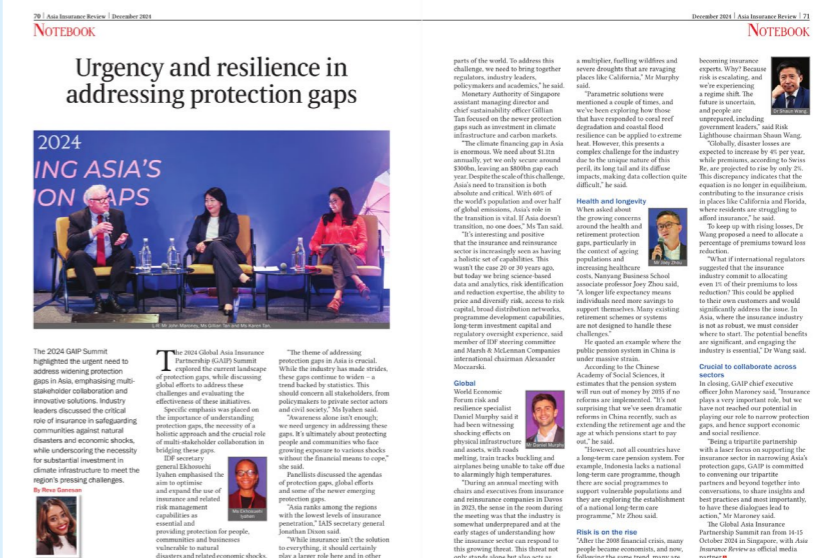 70 | Asia Insurance Review | December 2024
NOTEBOOK
Urgency and resilience in
addressing protection gaps
2024
ING ASIA'S
ION GAPS
L-R: Mr John Maroney, Ms Gillian Tan and Ms Karen Tan.
The 2024 GAIP Summit
highlighted the urgent need to
address widening protection
gaps in Asia, emphasising multi-
stakeholder collaboration and
innovative solutions. Industry
leaders discussed the critical
role of insurance in safeguarding
communities against natural
disasters and economic shocks,
while underscoring the necessity
for substantial investment in
climate infrastructure to meet the
region's pressing challenges.
By Reva Ganesan
The 2024 Global Asia Insurance
Partnership (GAIP) Summit
explored the current landscape
of protection gaps, while discussing
global efforts to address these
challenges and evaluating the
effectiveness of these initiatives.
Specific emphasis was placed on
the importance of understanding
protection gaps, the necessity of a
holistic approach and the crucial role
of multi-stakeholder collaboration in
bridging these gaps.
IDF secretary
general Ekhosuehi
Iyahen emphasised the
aim to optimise
and expand the use of
insurance and related
risk management
capabilities as
essential and
providing protection for people,
communities and businesses
vulnerable to natural
disasters and related economic shocks.
Ms Ekhosuehi
Iyahen
"The theme of addressing
protection gaps in Asia is crucial.
While the industry has made strides,
these gaps continue to widen – a
trend backed by statistics. This
should concern all stakeholders, from
policymakers to private sector actors
and civil society," Ms Iyahen said.
"Awareness alone isn't enough;
we need urgency in addressing these
gaps. It's ultimately about protecting
people and communities who face
growing exposure to various shocks
without the financial means to cope,"
she said.
Panellists discussed the agendas
of protection gaps, global efforts
and some of the newer emerging
protection gaps.
"Asia ranks among the regions
with the lowest levels of insurance
penetration," IAIS secretary general
Jonathan Dixon said.
"While insurance isn't the solution
to everything, it should certainly
play a larger role here and in other
December 2024 | Asia Insurance Review | 71
NOTEBOOK
parts of the world. To address this
challenge, we need to bring together
regulators, industry leaders,
policymakers and academics," he said.
Monetary Authority of Singapore
assistant managing director and
chief sustainability officer Gillian
Tan focused on the newer protection
gaps such as investment in climate
infrastructure and carbon markets.
"The climate financing gap in Asia
is enormous. We need about $1.1tn
annually, yet we only secure around
$300bn, leaving an $800bn gap each
year. Despite the scale of this challenge,
Asia's need to transition is both
absolute and critical. With 60% of
the world's population and over half
of global emissions, Asia's role in
the transition is vital. If Asia doesn't
transition, no one does," Ms Tan said.
"It's interesting and positive
that the insurance and reinsurance
sector is increasingly seen as having
a holistic set of capabilities. This
wasn't the case 20 or 30 years ago,
but today we bring science-based
data and analytics, risk identification
and reduction expertise, the ability to
price and diversify risk, access to risk
capital, broad distribution networks,
programme development capabilities,
long-term investment capital and
regulatory oversight experience, said
member of IDF steering committee
and Marsh & McLennan Companies
international chairman Alexander
Moczarski.
Global
World Economic
Forum risk and
resilience specialist
Daniel Murphy said it
had been witnessing
shocking effects on
physical infrastructure
and assets, with roads
melting, train tracks buckling and
airplanes being unable to take off due
to alarmingly high temperatures.
Mr Daniel Murphy
"During an annual meeting with
chairs and executives from insurance
and reinsurance companies in Davos
in 2023, the sense in the room during
the meeting was that the industry is
somewhat underprepared and at the
early stages of understanding how
the insurance sector can respond to
this growing threat. This threat not
only stands alone but also acts as
a multiplier, fuelling wildfires and
severe droughts that are ravaging
places like California," Mr Murphy
said.
"Parametric solutions were
mentioned a couple of times, and
we've been exploring how those
that have responded to coral reef
degradation and coastal flood
resilience can be applied to extreme
heat. However, this presents a
complex challenge for the industry
due to the unique nature of this
peril, its long tail and its diffuse
impacts, making data collection quite
difficult," he said.
Health and longevity
When asked about
the growing concerns
around the health and
retirement protection
gaps, particularly in
the context of ageing
populations and
increasing healthcare
costs, Nanyang Business School
associate professor Joey Zhou said,
"A longer life expectancy means
individuals need more savings to
support themselves. Many existing
retirement schemes or systems
are not designed to handle these
challenges."
Mr Joey Zhou
He quoted an example where the
public pension system in China is
under massive strain.
According to the Chinese
Academy of Social Sciences, it
estimates that the pension system
will run out of money by 2035 if no
reforms are implemented. "It's not
surprising that we've seen dramatic
reforms in China recently, such as
extending the retirement age and the
age at which pensions start to pay
out," he said.
"However, not all countries have
a long-term care pension system. For
example, Indonesia lacks a national
long-term care programme, though
there are social programmes to
support vulnerable populations and
they are exploring the establishment
of a national long-term care
programme," Mr Zhou said.
Risk is on the rise
"After the 2008 financial crisis, many
people became economists, and now,
following the same trend, many are
becoming insurance
experts. Why? Because
risk is escalating, and
we're experiencing
a regime shift. The
future is uncertain,
and people are
unprepared, including
government leaders," said Risk
Lighthouse chairman Shaun Wang.
Dr Shaun Wang
"Globally, disaster losses are
expected to increase by 4% per year,
while premiums, according to Swiss
Re, are projected to rise by only 2%.
This discrepancy indicates that the
equation is no longer in equilibrium,
contributing to the insurance crisis
in places like California and Florida,
where residents are struggling to
afford insurance," he said.
To keep up with rising losses, Dr
Wang proposed a need to allocate a
percentage of premiums toward loss
reduction.
"What if international regulators
suggested that the insurance
industry commit to allocating
even 1% of their premiums to loss
reduction? This could be applied
to their own customers and would
significantly address the issue. In
Asia, where the insurance industry
is not as robust, we must consider
where to start. The potential benefits
are significant, and engaging the
industry is essential," Dr Wang said.
Crucial to collaborate across
sectors
In closing, GAIP chief executive
officer John Maroney said, "Insurance
plays a very important role, but we
have not reached our potential in
playing our role to narrow protection
gaps, and hence support economic
and social resilience.
"Being a tripartite partnership
with a laser focus on supporting the
insurance sector in narrowing Asia's
protection gaps, GAIP is committed
to convening our tripartite
partners and beyond together into
conversations, to share insights and
best practices and most importantly,
to have these dialogues lead to
action," Mr Maroney said.
The Global Asia Insurance
Partnership Summit ran from 14-15
October 2024 in Singapore, with Asia
Insurance Review as official media
partner.